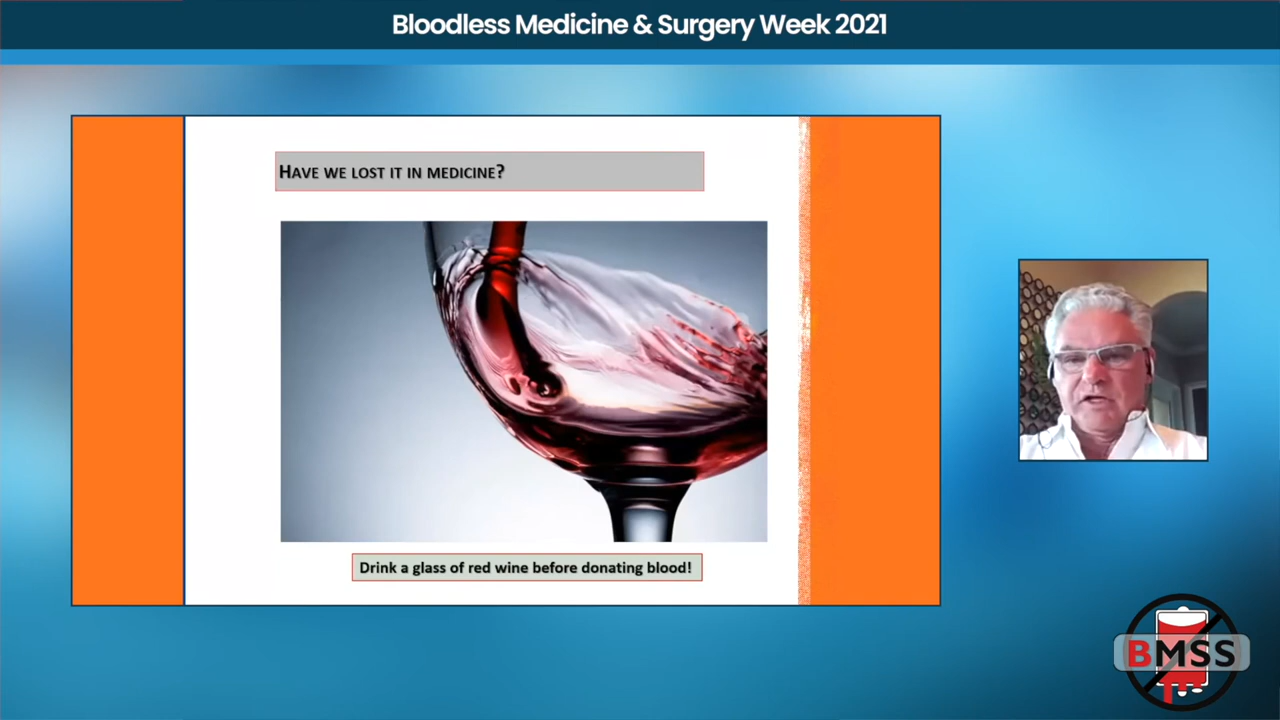 Bloodless Medicine & Surgery Week 2021
HAVE WE LOST IT IN MEDICINE?
Drink a glass of red wine before donating blood!
BMSS